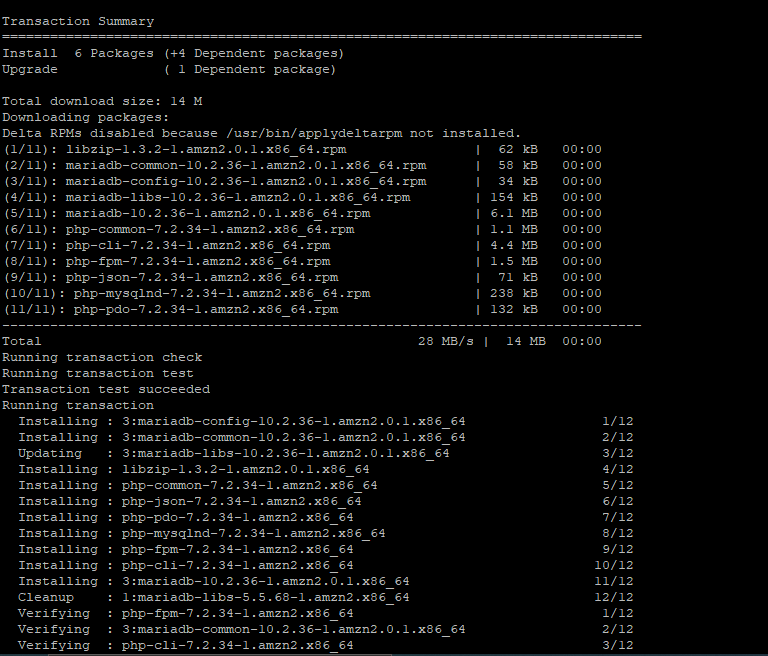 Transaction Summary
================================================================================
Install  6 Packages (+4 Dependent packages)
Upgrade             ( 1 Dependent package)
Total download size: 14 M
Downloading packages:
Delta RPMs disabled because /usr/bin/applydeltarpm not installed.
(1/11): libzip-1.3.2-1.amzn2.0.1.x86_64.rpm                |  62 kB   00:00
(2/11): mariadb-common-10.2.36-1.amzn2.0.1.x86_64.rpm      |  58 kB   00:00
(3/11): mariadb-config-10.2.36-1.amzn2.0.1.x86_64.rpm      |  34 kB   00:00
(4/11): mariadb-libs-10.2.36-1.amzn2.0.1.x86_64.rpm        | 154 kB   00:00
(5/11): mariadb-10.2.36-1.amzn2.0.1.x86_64.rpm             | 6.1 MB   00:00
(6/11): php-common-7.2.34-1.amzn2.x86_64.rpm               | 1.1 MB   00:00
(7/11): php-cli-7.2.34-1.amzn2.x86_64.rpm                  | 4.4 MB   00:00
(8/11): php-fpm-7.2.34-1.amzn2.x86_64.rpm                  | 1.5 MB   00:00
(9/11): php-json-7.2.34-1.amzn2.x86_64.rpm                 |  71 kB   00:00
(10/11): php-mysqlnd-7.2.34-1.amzn2.x86_64.rpm             | 238 kB   00:00
(11/11): php-pdo-7.2.34-1.amzn2.x86_64.rpm                 | 132 kB   00:00
--------------------------------------------------------------------------------
Total                                               28 MB/s |  14 MB  00:00
Running transaction check
Running transaction test
Transaction test succeeded
Running transaction
  Installing : 3:mariadb-config-10.2.36-1.amzn2.0.1.x86_64                 1/12
  Installing : 3:mariadb-common-10.2.36-1.amzn2.0.1.x86_64                 2/12
  Updating   : 3:mariadb-libs-10.2.36-1.amzn2.0.1.x86_64                   3/12
  Installing : libzip-1.3.2-1.amzn2.0.1.x86_64                             4/12
  Installing : php-common-7.2.34-1.amzn2.x86_64                            5/12
  Installing : php-json-7.2.34-1.amzn2.x86_64                              6/12
  Installing : php-pdo-7.2.34-1.amzn2.x86_64                               7/12
  Installing : php-mysqlnd-7.2.34-1.amzn2.x86_64                           8/12
  Installing : php-fpm-7.2.34-1.amzn2.x86_64                               9/12
  Installing : php-cli-7.2.34-1.amzn2.x86_64                              10/12
  Installing : 3:mariadb-10.2.36-1.amzn2.0.1.x86_64                       11/12
  Cleanup    : 1:mariadb-libs-5.5.68-1.amzn2.x86_64                       12/12
  Verifying  : php-fpm-7.2.34-1.amzn2.x86_64                               1/12
  Verifying  : 3:mariadb-common-10.2.36-1.amzn2.0.1.x86_64                 2/12
  Verifying  : php-cli-7.2.34-1.amzn2.x86_64                               3/12